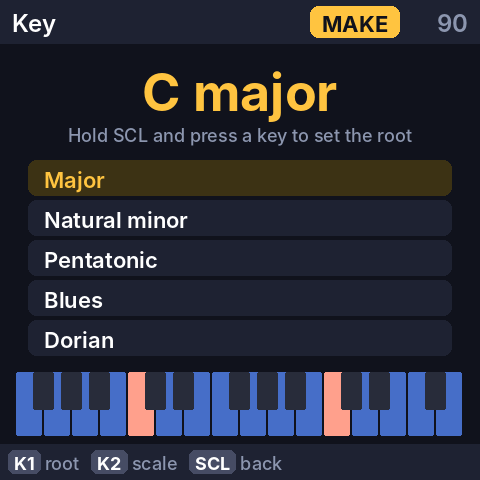 Key MAKE 90
C major
Hold SCL and press a key to set the root
Major
Natural minor
Pentatonic
Blues
Dorian
K1 root K2 scale SCL back